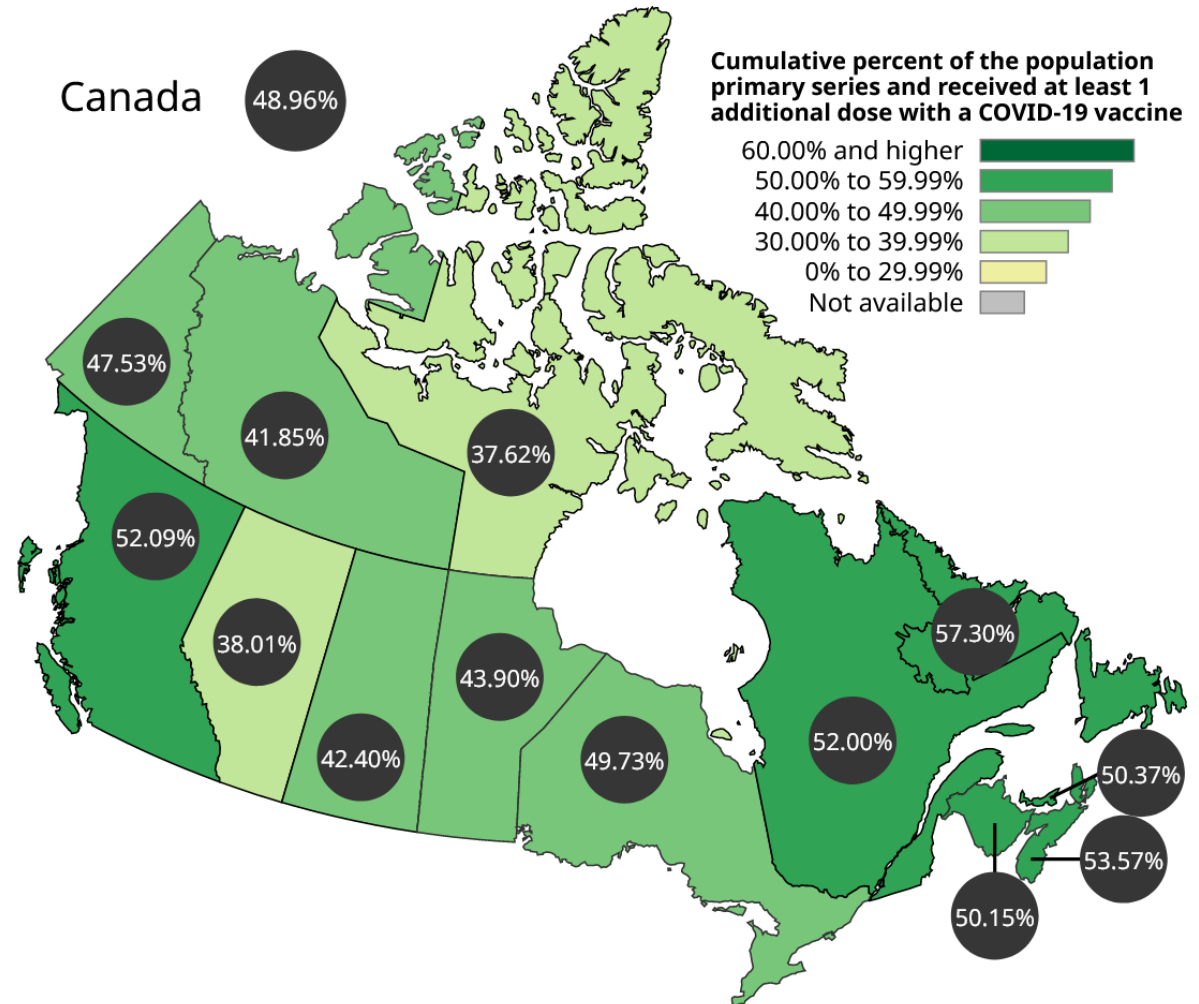 Canada
48.96%
Cumulative percent of the population
primary series and received at least 1
additional dose with a COVID-19 vaccine
60.00% and higher
50.00% to 59.99%
40.00% to 49.99%
30.00% to 39.99%
0% to 29.99%
Not available
47.53%
41.85%
37.62%
52.09%
38.01%
42.40%
43.90%
49.73%
52.00%
57.30%
50.37%
53.57%
50.15%